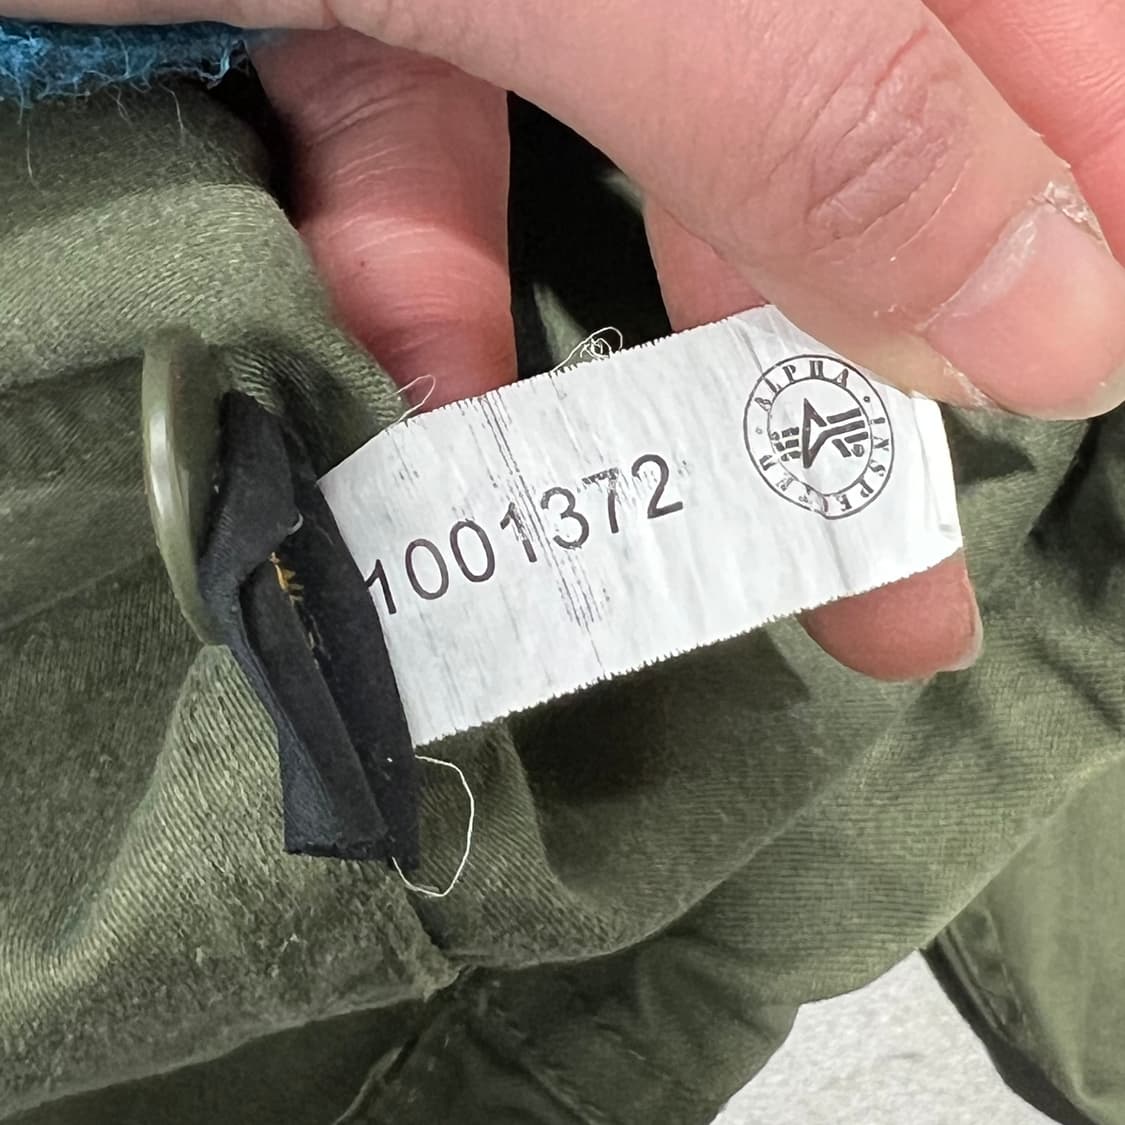 1001372
ALPHA · INSPECTED ·